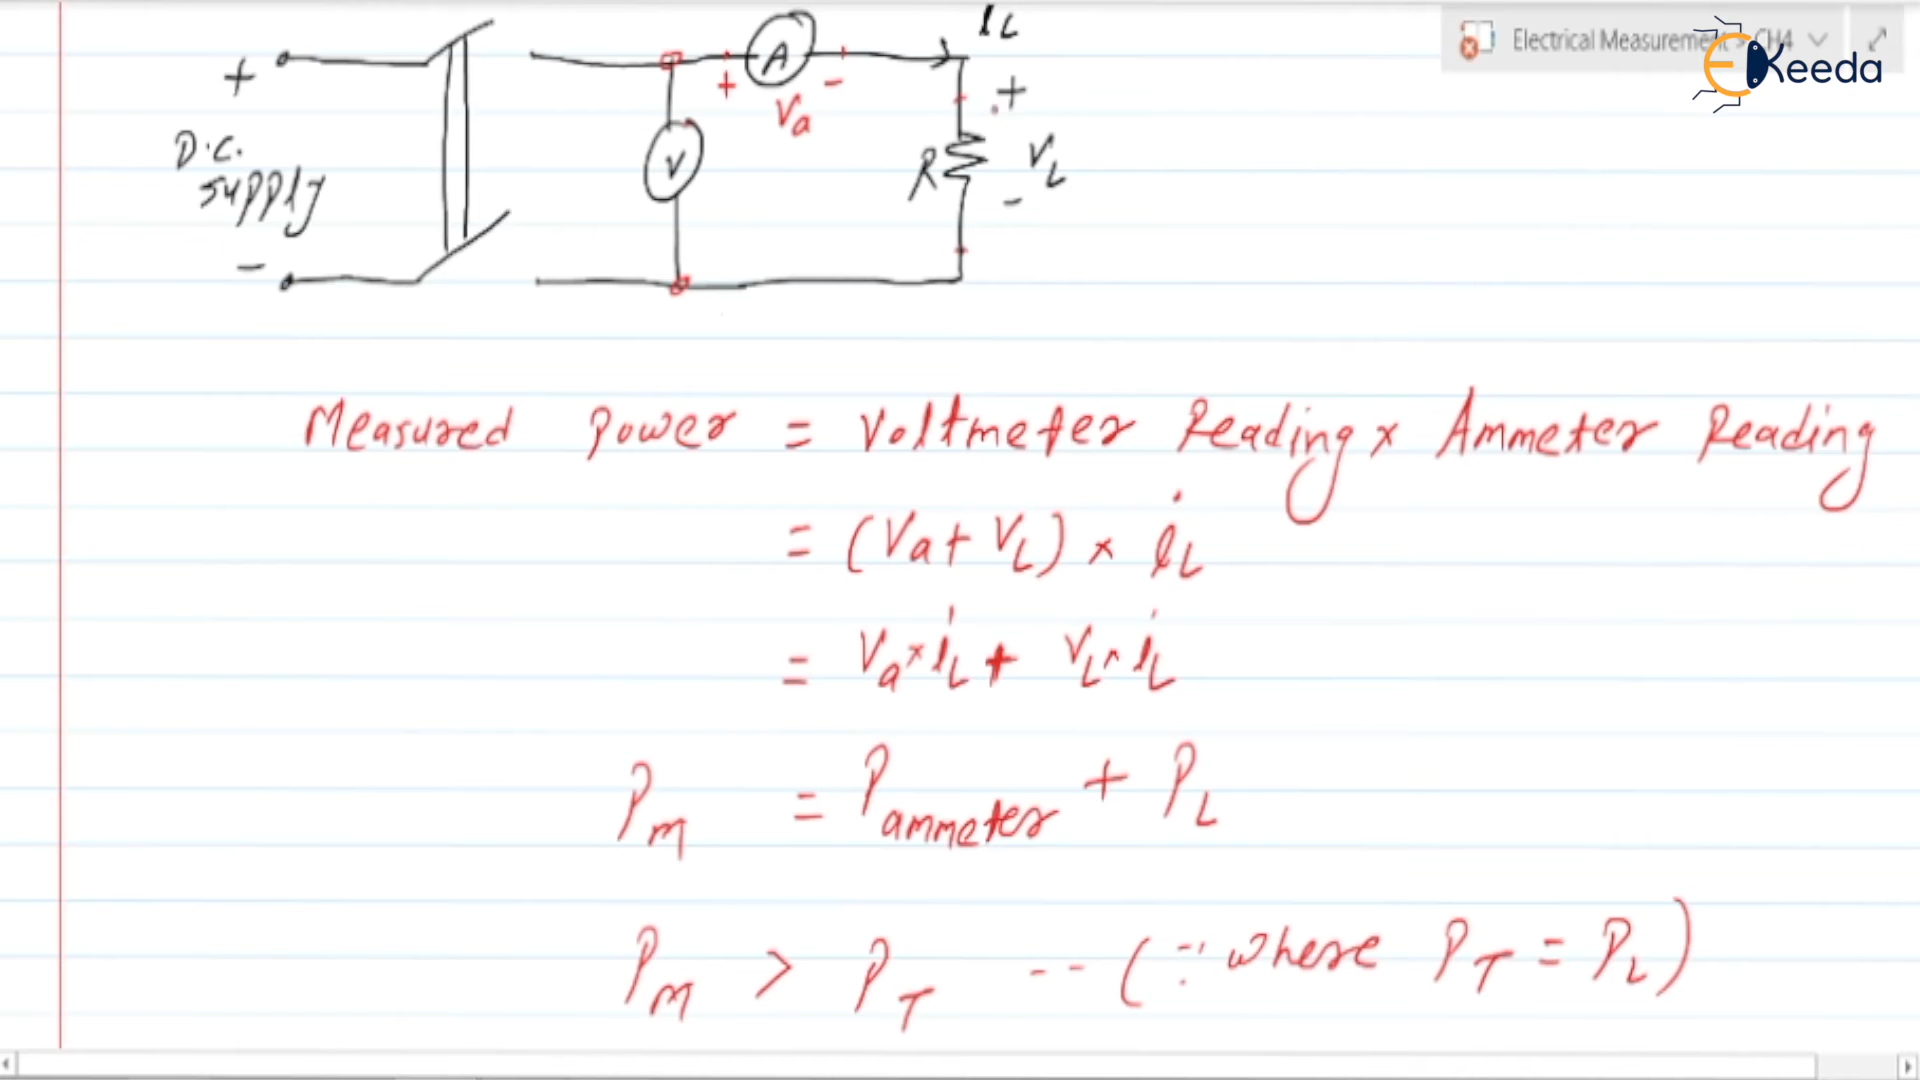 Electrical Measurement > CH4
EKeeda
+
D.C. supply
-
A
+ -
Va
iL
V
R
+
VL
-
Measured Power = Voltmeter Reading x Ammeter Reading
= (Va + VL) x iL
= Va x iL + VL x iL
PM = Pammeter + PL
PM > PT -- (∵ where PT = PL)